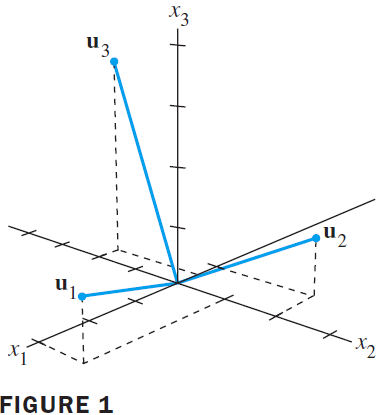 x₃
u₃
u₂
u₁
x₁
x₂
FIGURE 1